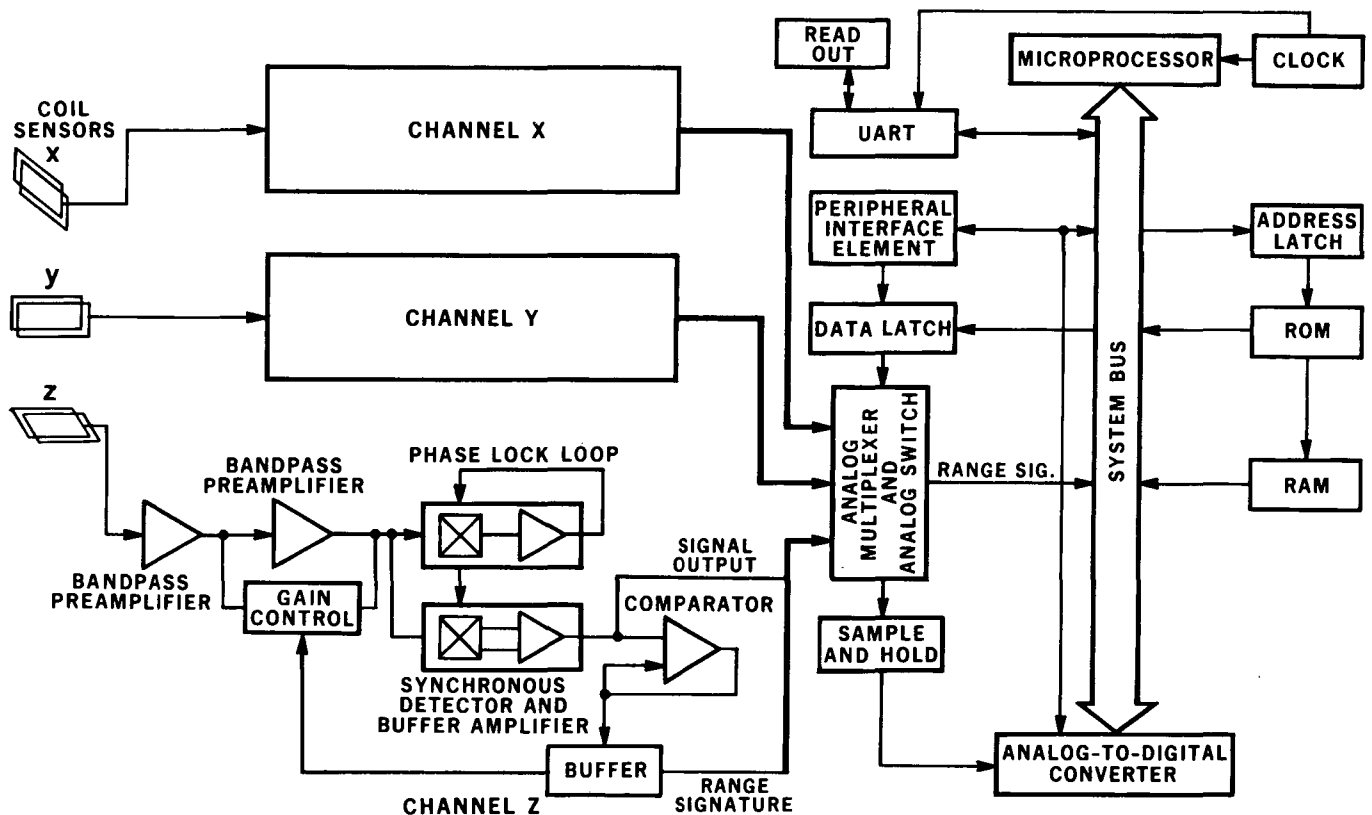 COIL
SENSORS
X
y
z
CHANNEL X
CHANNEL Y
BANDPASS
PREAMPLIFIER
BANDPASS
PREAMPLIFIER
GAIN
CONTROL
PHASE LOCK LOOP
SYNCHRONOUS
DETECTOR AND
BUFFER AMPLIFIER
SIGNAL
OUTPUT
COMPARATOR
BUFFER
RANGE
SIGNATURE
CHANNEL Z
READ
OUT
UART
PERIPHERAL
INTERFACE
ELEMENT
DATA LATCH
ANALOG
MULTIPLEXER
AND
ANALOG SWITCH
RANGE SIG.
SAMPLE
AND HOLD
MICROPROCESSOR
CLOCK
SYSTEM BUS
ADDRESS
LATCH
ROM
RAM
ANALOG-TO-DIGITAL
CONVERTER